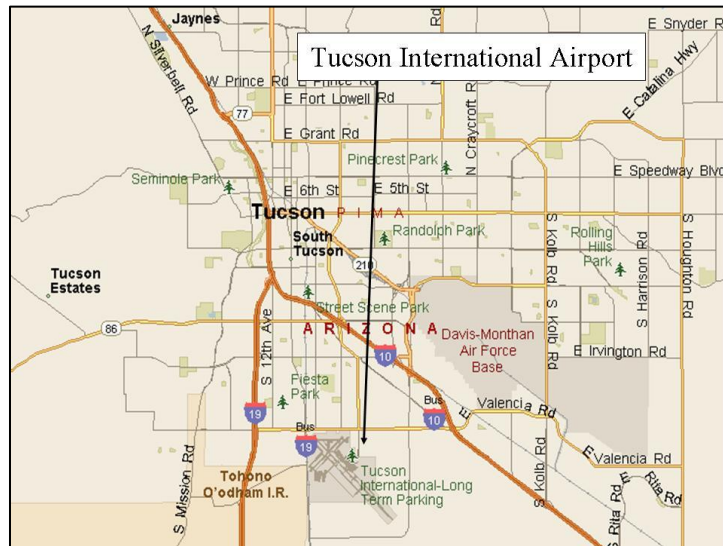 Jaynes
E Snyder R
Rd
Tucson International Airport
N Silverbell Rd
W Prince Rd
E Prince Rd
E Fort Lowell Rd
N Craycroft R
E Catalina Hwy
77
E Grant Rd
Pinecrest Park
E Speedway Blv
Seminole Park
E 6th St
E 5th St
Tucson
PIMA
South
Tucson
Randolph Park
Rolling
Hills
Park
S Kolb Rd
S Harrison Rd
S Houghton Rd
210
Tucson
Estates
Street Scene Park
86
ARIZONA
S 12th Ave
Davis-Monthan
Air Force
Base
S Kolb Rd
E Irvington Rd
10
Fiesta
Park
19
Bus
10
E Valencia Rd
Bus
19
Tucson
International-Long
Term Parking
E Valencia Rd
Tohono
O'odham I.R.
S Mission Rd
S Kolb Rd
S Rita Rd
E Rita Rd